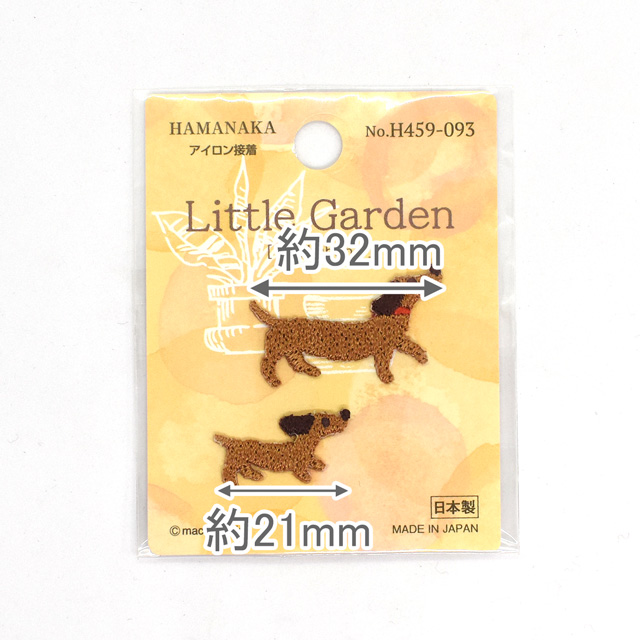 HAMANAKA
アイロン接着
No.H459-093
Little Garden
約32mm
約21mm
日本製
MADE IN JAPAN